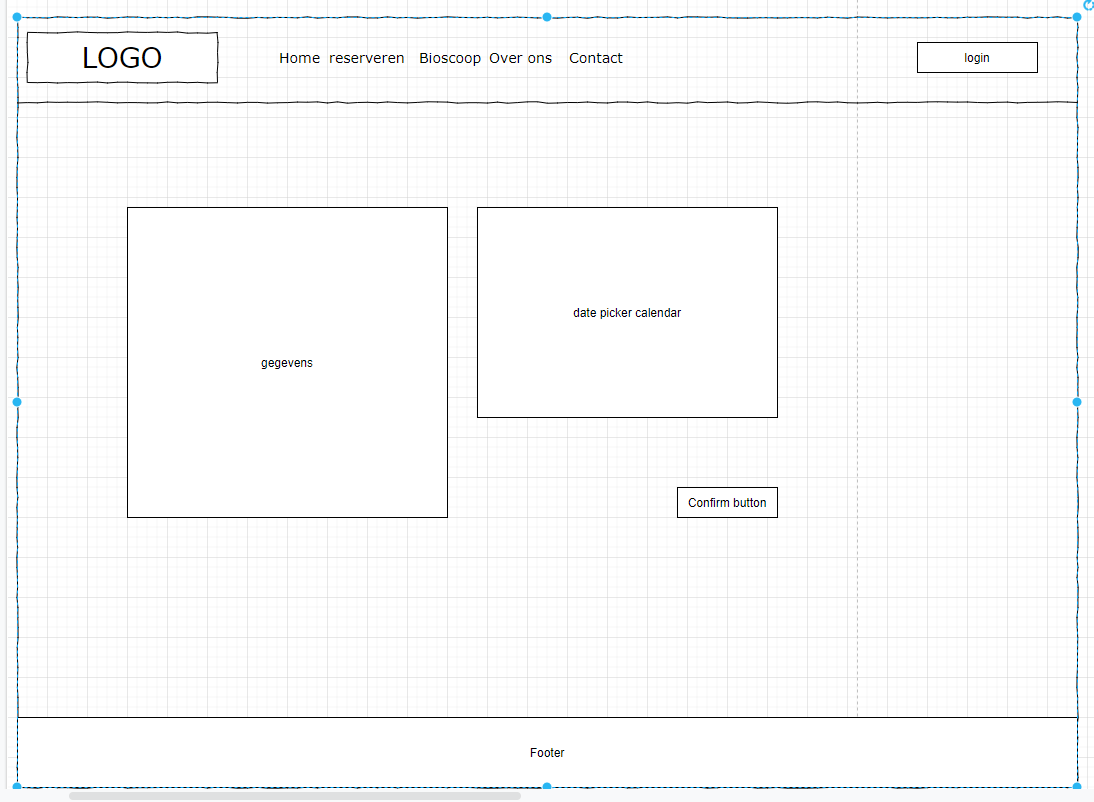 LOGO
Home reserveren Bioscoop Over ons Contact
login
gegevens
date picker calendar
Confirm button
Footer